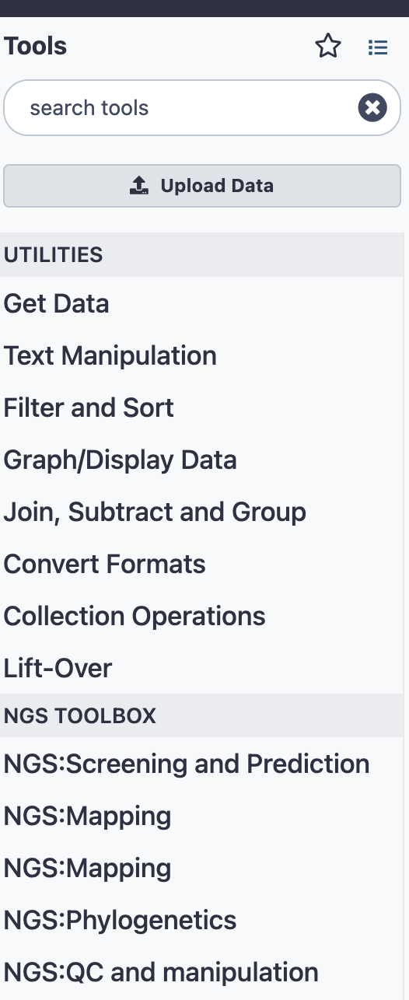 Tools
search tools
Upload Data
UTILITIES
Get Data
Text Manipulation
Filter and Sort
Graph/Display Data
Join, Subtract and Group
Convert Formats
Collection Operations
Lift-Over
NGS TOOLBOX
NGS:Screening and Prediction
NGS:Mapping
NGS:Mapping
NGS:Phylogenetics
NGS:QC and manipulation